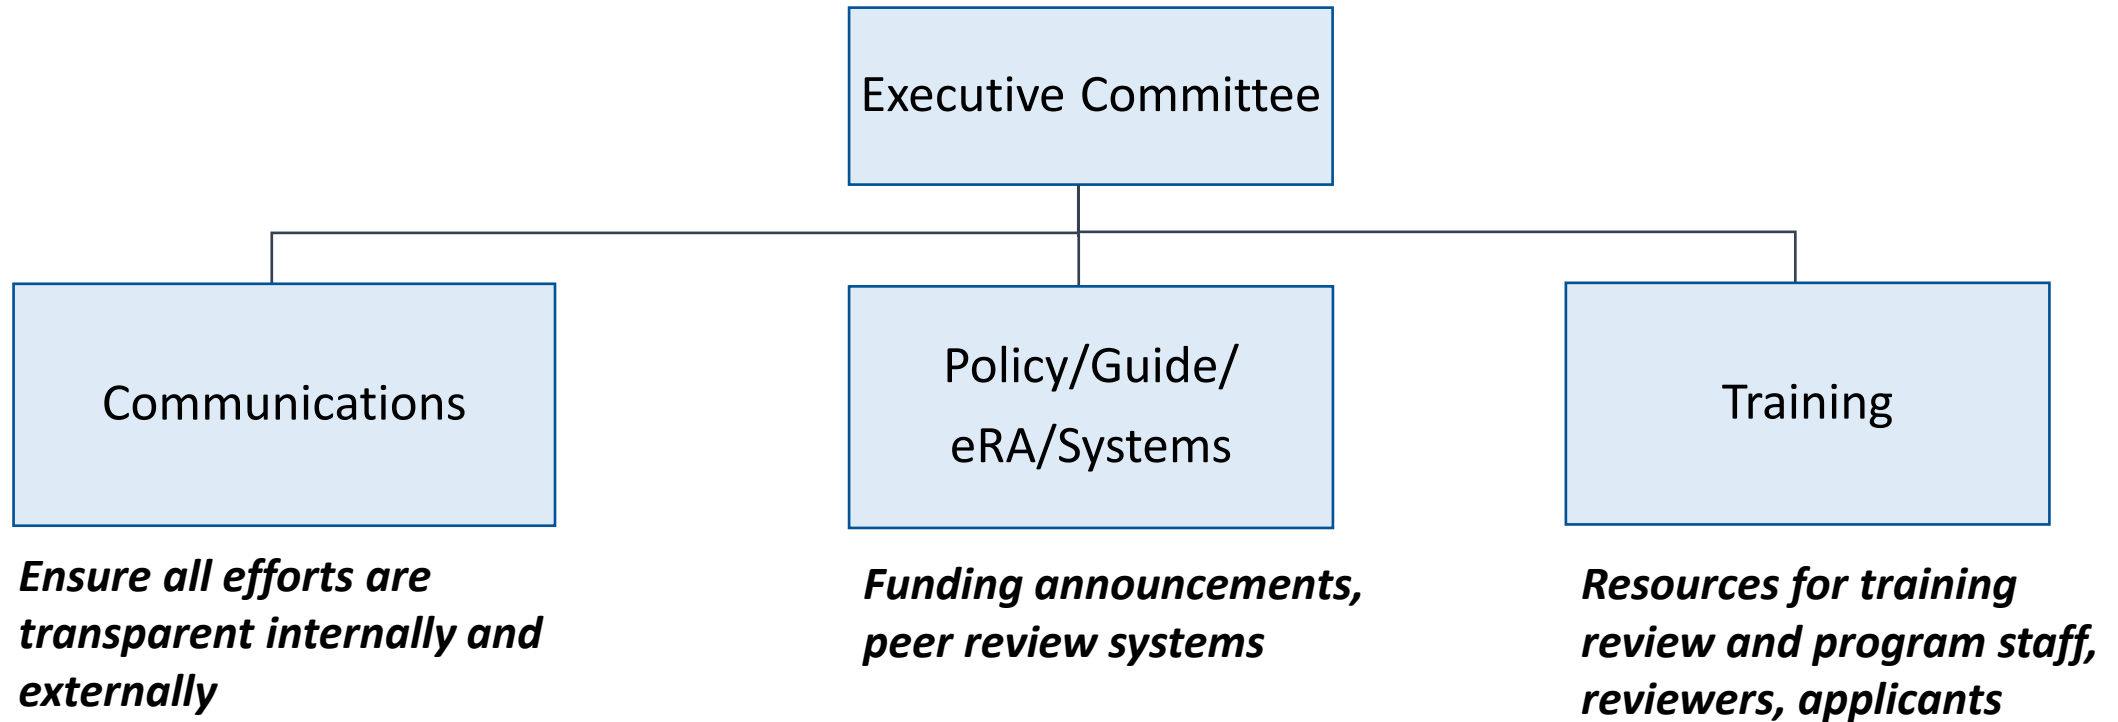 Executive Committee
Communications
Policy/Guide/
eRA/Systems
Training
Ensure all efforts are
transparent internally and
externally
Funding announcements,
peer review systems
Resources for training
review and program staff,
reviewers, applicants